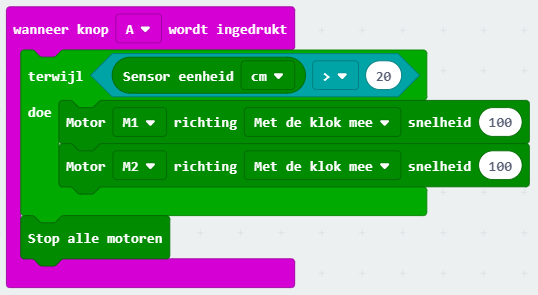 wanneer knop A wordt ingedrukt
terwijl Sensor eenheid cm > 20
doe
Motor M1 richting Met de klok mee snelheid 100
Motor M2 richting Met de klok mee snelheid 100
Stop alle motoren